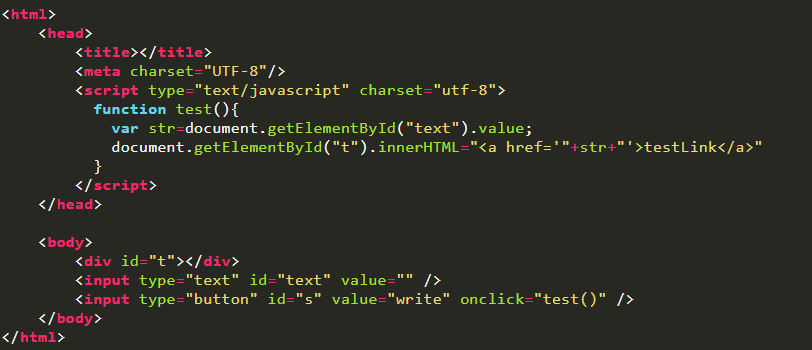 <html>
<head>
<title></title>
<meta charset="UTF-8"/>
<script type="text/javascript" charset="utf-8">
function test(){
var str=document.getElementById("text").value;
document.getElementById("t").innerHTML="<a href='"+str+"'>testLink</a>"
}
</script>
</head>
<body>
<div id="t"></div>
<input type="text" id="text" value="" />
<input type="button" id="s" value="write" onclick="test()" />
</body>
</html>